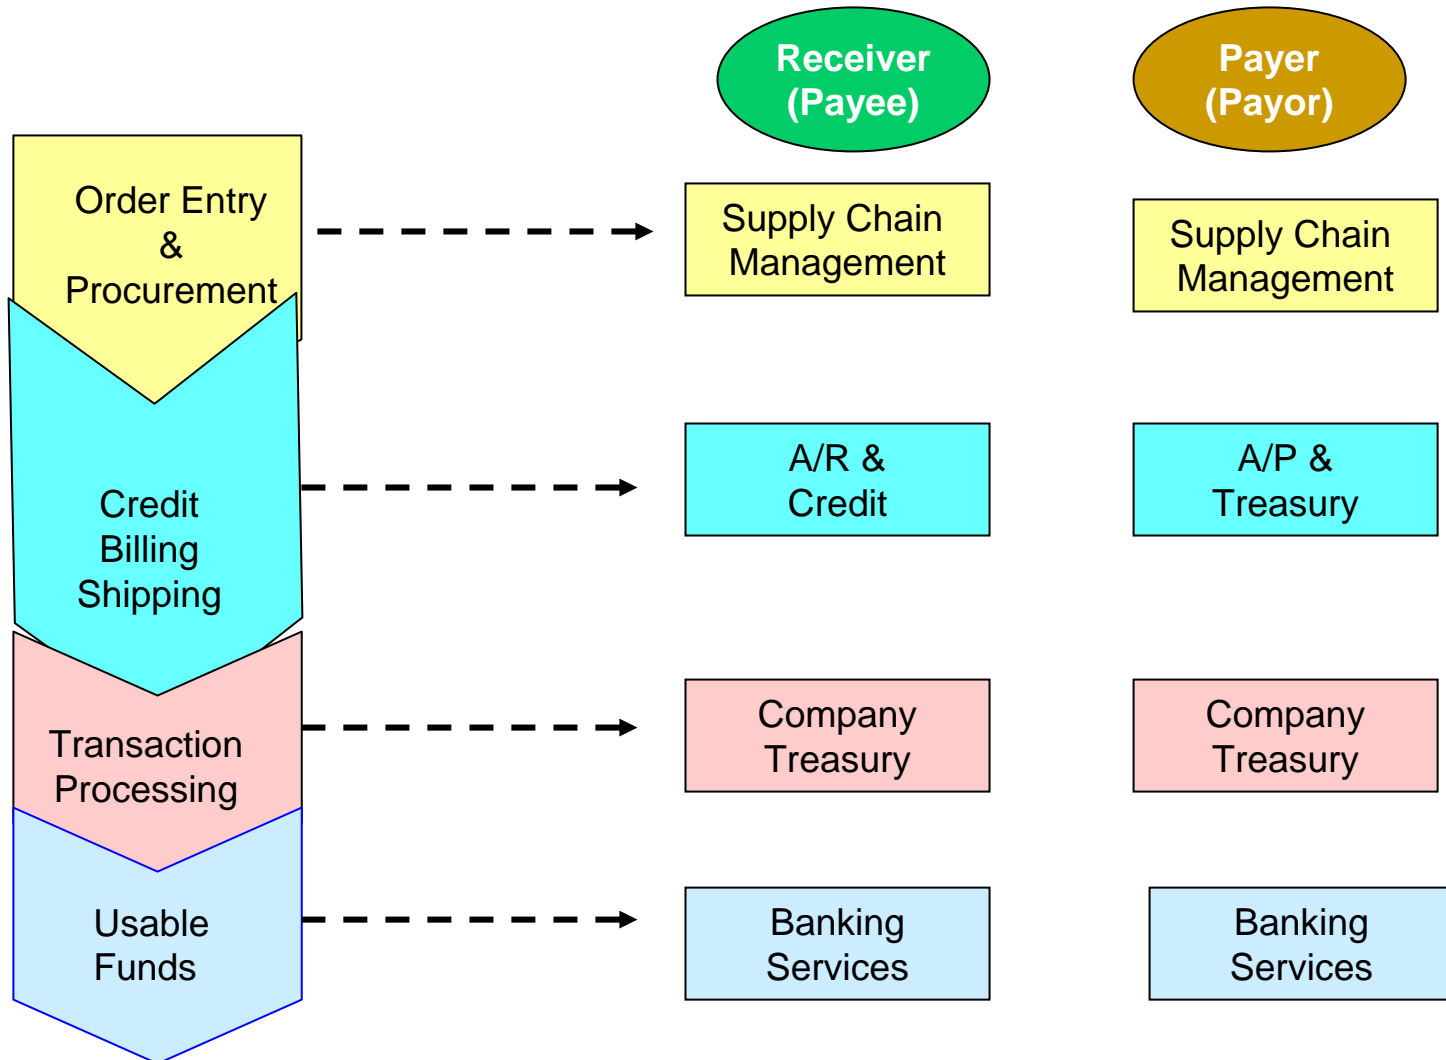 Receiver
(Payee)
Payer
(Payor)
Order Entry
&
Procurement
Supply Chain
Management
Supply Chain
Management
Credit
Billing
Shipping
A/R &
Credit
A/P &
Treasury
Transaction
Processing
Company
Treasury
Company
Treasury
Usable
Funds
Banking
Services
Banking
Services